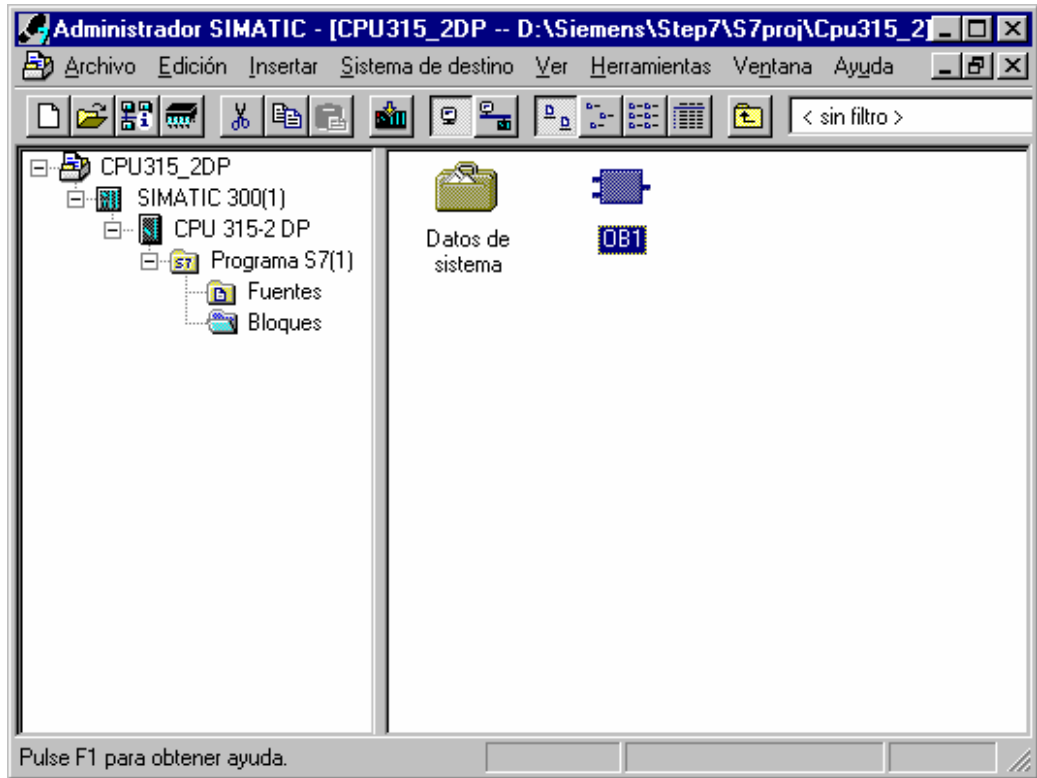 Administrador SIMATIC - [CPU315_2DP -- D:\Siemens\Step7\S7proj\Cpu315_2]
Archivo Edición Insertar Sistema de destino Ver Herramientas Ventana Ayuda
< sin filtro >
CPU315_2DP
SIMATIC 300(1)
CPU 315-2 DP
Programa S7(1)
Fuentes
Bloques
Datos de
sistema
OB1
Pulse F1 para obtener ayuda.